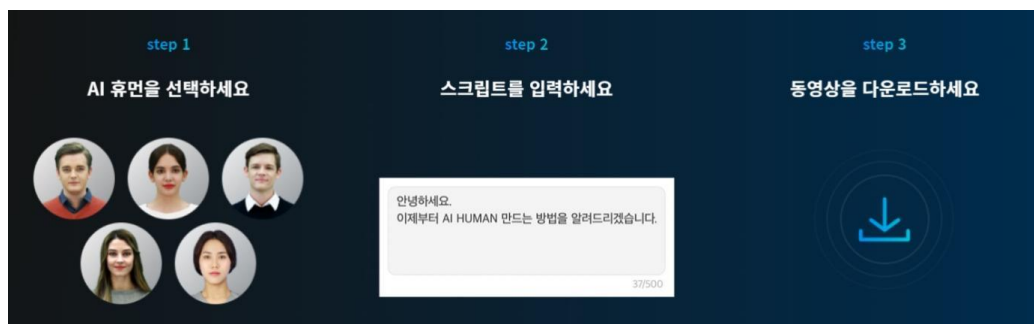 step 1
AI 휴먼을 선택하세요
step 2
스크립트를 입력하세요
안녕하세요.
이제부터 AI HUMAN 만드는 방법을 알려드리겠습니다.
37/500
step 3
동영상을 다운로드하세요